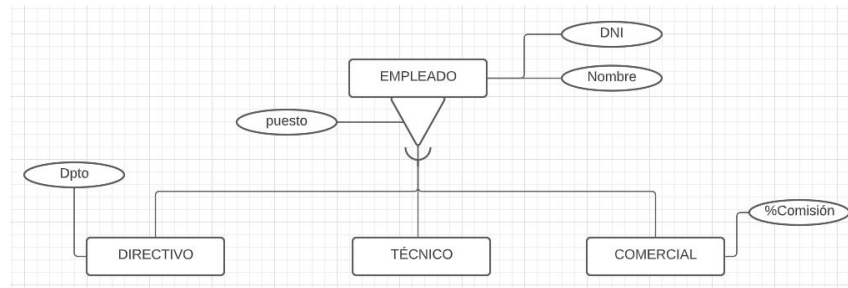 DNI
EMPLEADO
Nombre
puesto
Dpto
%Comisión
DIRECTIVO
TÉCNICO
COMERCIAL